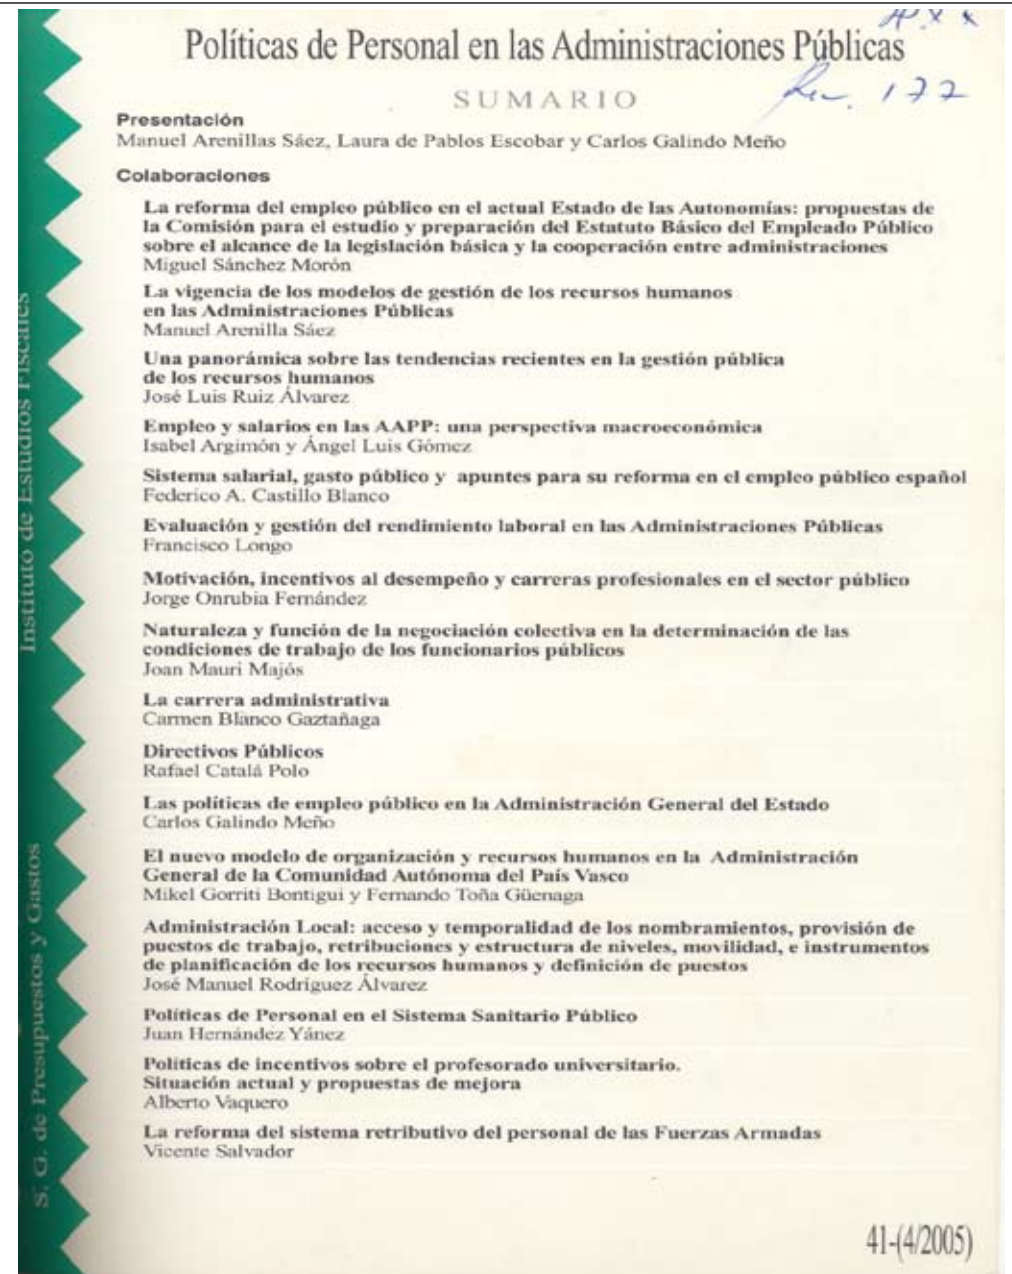 Políticas de Personal en las Administraciones Públicas
Rev. 177
SUMARIO
Presentación
Manuel Arenillas Sáez, Laura de Pablos Escobar y Carlos Galindo Meño
Colaboraciones
La reforma del empleo público en el actual Estado de las Autonomías: propuestas de
la Comisión para el estudio y preparación del Estatuto Básico del Empleado Público
sobre el alcance de la legislación básica y la cooperación entre administraciones
Miguel Sánchez Morón
La vigencia de los modelos de gestión de los recursos humanos
en las Administraciones Públicas
Manuel Arenilla Sáez
Una panorámica sobre las tendencias recientes en la gestión pública
de los recursos humanos
José Luis Ruiz Álvarez
Empleo y salarios en las AAPP: una perspectiva macroeconómica
Isabel Argimón y Ángel Luis Gómez
Sistema salarial, gasto público y apuntes para su reforma en el empleo público español
Federico A. Castillo Blanco
Evaluación y gestión del rendimiento laboral en las Administraciones Públicas
Francisco Longo
Motivación, incentivos al desempeño y carreras profesionales en el sector público
Jorge Onrubia Fernández
Naturaleza y función de la negociación colectiva en la determinación de las
condiciones de trabajo de los funcionarios públicos
Joan Mauri Majós
La carrera administrativa
Carmen Blanco Gaztañaga
Directivos Públicos
Rafael Catalá Polo
Las políticas de empleo público en la Administración General del Estado
Carlos Galindo Meño
El nuevo modelo de organización y recursos humanos en la Administración
General de la Comunidad Autónoma del País Vasco
Mikel Gorriti Bontigui y Fernando Toña Güenaga
Administración Local: acceso y temporalidad de los nombramientos, provisión de
puestos de trabajo, retribuciones y estructura de niveles, movilidad, e instrumentos
de planificación de los recursos humanos y definición de puestos
José Manuel Rodríguez Álvarez
Políticas de Personal en el Sistema Sanitario Público
Juan Hernández Yánez
Políticas de incentivos sobre el profesorado universitario.
Situación actual y propuestas de mejora
Alberto Vaquero
La reforma del sistema retributivo del personal de las Fuerzas Armadas
Vicente Salvador
41-(4/2005)
Instituto de Estudios Fiscales
S. G. de Presupuestos y Gastos